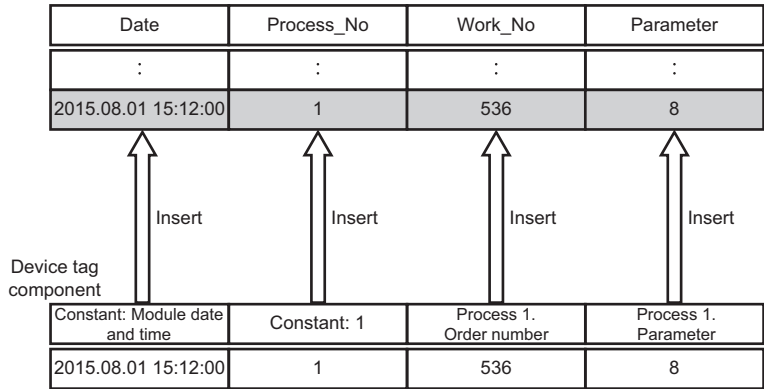 Date Process_No Work_No Parameter
: : : :
2015.08.01 15:12:00 1 536 8
Insert Insert Insert Insert
Device tag
component
Constant: Module date
and time
Constant: 1
Process 1.
Order number
Process 1.
Parameter
2015.08.01 15:12:00 1 536 8